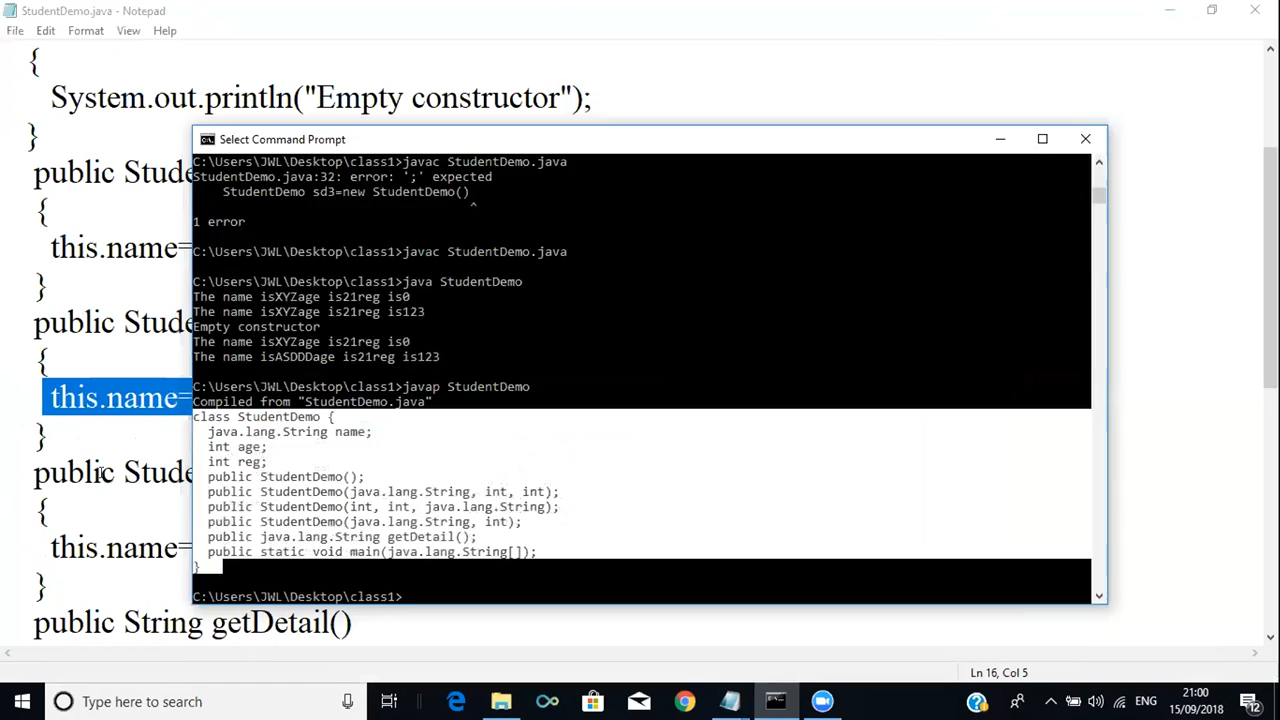 StudentDemo.java - Notepad
File Edit Format View Help
{
System.out.println("Empty constructor");
}
public Stude
{
this.name=
}
public Stude
{
this.name=
}
public Stude
{
this.name=
}
public String getDetail()
Select Command Prompt
C:\Users\JWL\Desktop\class1>javac StudentDemo.java
StudentDemo.java:32: error: ';' expected
StudentDemo sd3=new StudentDemo()
^
1 error
C:\Users\JWL\Desktop\class1>javac StudentDemo.java
C:\Users\JWL\Desktop\class1>java StudentDemo
The name isXYZage is21reg is0
The name isXYZage is21reg is123
Empty constructor
The name isXYZage is21reg is0
The name isASDDDage is21reg is123
C:\Users\JWL\Desktop\class1>javap StudentDemo
Compiled from "StudentDemo.java"
class StudentDemo {
java.lang.String name;
int age;
int reg;
public StudentDemo();
public StudentDemo(java.lang.String, int, int);
public StudentDemo(int, int, java.lang.String);
public StudentDemo(java.lang.String, int);
public java.lang.String getDetail();
public static void main(java.lang.String[]);
}
C:\Users\JWL\Desktop\class1>
Ln 16, Col 5
Type here to search
ENG
21:00
15/09/2018
12